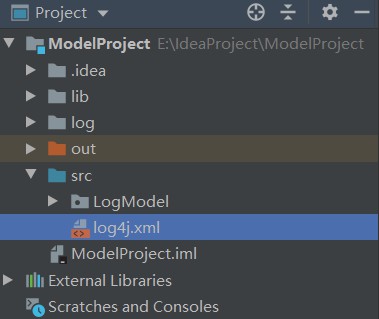 Project
ModelProject E:\IdeaProject\ModelProject
.idea
lib
log
out
src
LogModel
log4j.xml
ModelProject.iml
External Libraries
Scratches and Consoles